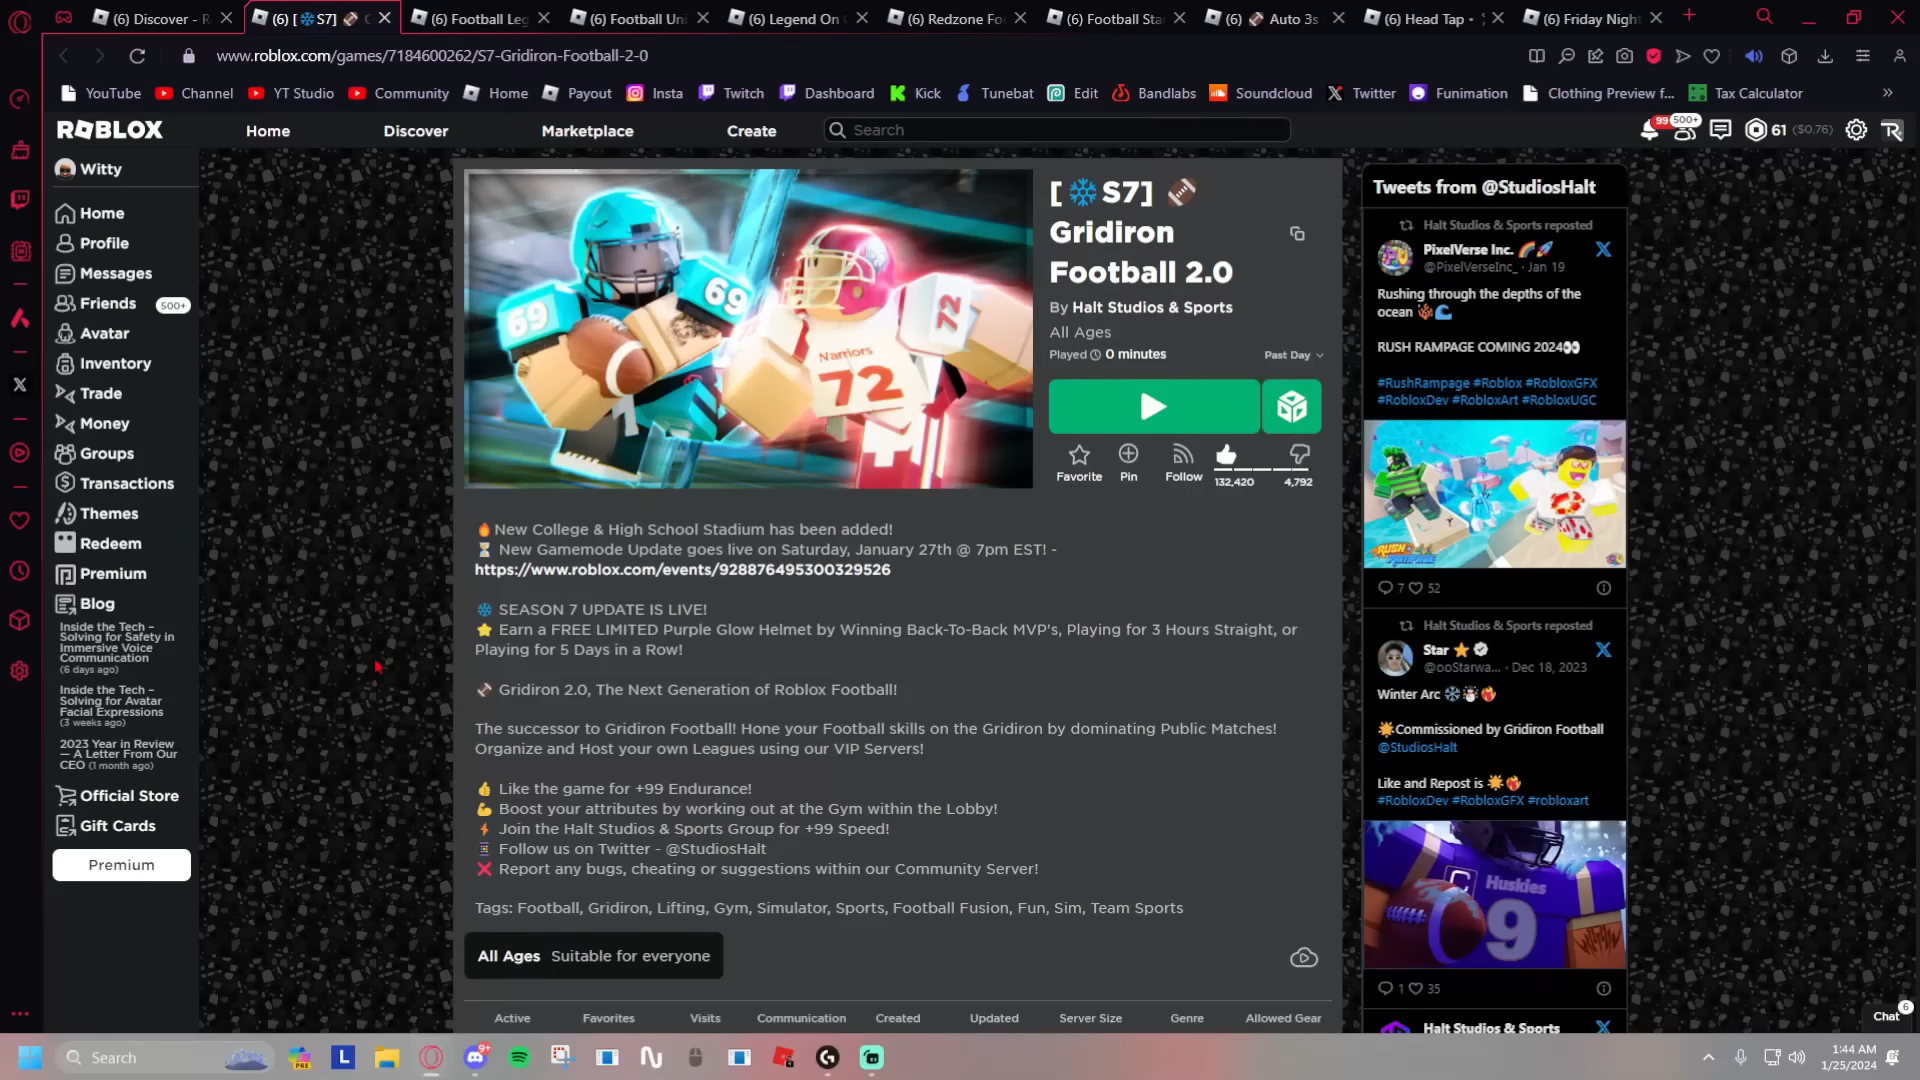 (6) Discover - R
(6) [ ❄️S7] 🏈 G
(6) Football Leg
(6) Football Uni
(6) Legend On
(6) Redzone Fo
(6) Football Sta
(6) 🏈 Auto 3s
(6) Head Tap •
(6) Friday Night
www.roblox.com/games/7184600262/S7-Gridiron-Football-2-0
YouTube Channel YT Studio Community Home Payout Insta Twitch Dashboard Kick Tunebat Edit Bandlabs Soundcloud Twitter Funimation Clothing Preview f... Tax Calculator
ROBLOX Home Discover Marketplace Create Search 99 500+ 61 ($0.76)
Witty
Home
Profile
Messages
Friends 500+
Avatar
Inventory
Trade
Money
Groups
Transactions
Themes
Redeem
Premium
Blog
Inside the Tech –
Solving for Safety in
Immersive Voice
Communication
(6 days ago)
Inside the Tech –
Solving for Avatar
Facial Expressions
(3 weeks ago)
2023 Year in Review
— A Letter From Our
CEO (1 month ago)
Official Store
Gift Cards
Premium
69 69
72
Narriors
72
[❄️S7] 🏈
Gridiron
Football 2.0
By Halt Studios & Sports
All Ages
Played 0 minutes Past Day
Favorite Pin Follow 132,420 4,792
🔥New College & High School Stadium has been added!
⏳ New Gamemode Update goes live on Saturday, January 27th @ 7pm EST! -
https://www.roblox.com/events/928876495300329526
❄️ SEASON 7 UPDATE IS LIVE!
⭐ Earn a FREE LIMITED Purple Glow Helmet by Winning Back-To-Back MVP's, Playing for 3 Hours Straight, or
Playing for 5 Days in a Row!
🏈 Gridiron 2.0, The Next Generation of Roblox Football!
The successor to Gridiron Football! Hone your Football skills on the Gridiron by dominating Public Matches!
Organize and Host your own Leagues using our VIP Servers!
👍 Like the game for +99 Endurance!
💪 Boost your attributes by working out at the Gym within the Lobby!
⚡ Join the Halt Studios & Sports Group for +99 Speed!
Follow us on Twitter - @StudiosHalt
❌ Report any bugs, cheating or suggestions within our Community Server!
Tags: Football, Gridiron, Lifting, Gym, Simulator, Sports, Football Fusion, Fun, Sim, Team Sports
All Ages Suitable for everyone
Active Favorites Visits Communication Created Updated Server Size Genre Allowed Gear
Tweets from @StudiosHalt
Halt Studios & Sports reposted
PixelVerse Inc. 🌈🚀
@PixelVerseInc_ · Jan 19
Rushing through the depths of the
ocean 🪸🌊
RUSH RAMPAGE COMING 2024👀
#RushRampage #Roblox #RobloxGFX
#RobloxDev #RobloxArt #RobloxUGC
RUSH
RAMPAGE
7 52
Halt Studios & Sports reposted
Star ⭐
@ooStarwa... · Dec 18, 2023
Winter Arc ❄️☃️❤️‍🔥
🌟Commissioned by Gridiron Football
@StudiosHalt
Like and Repost is 🌟❤️‍🔥
#RobloxDev #RobloxGFX #robloxart
C Huskies
9
1 35
Halt Studios & Sports
Chat 6
Search
PRE
L
9+
1:44 AM
1/25/2024